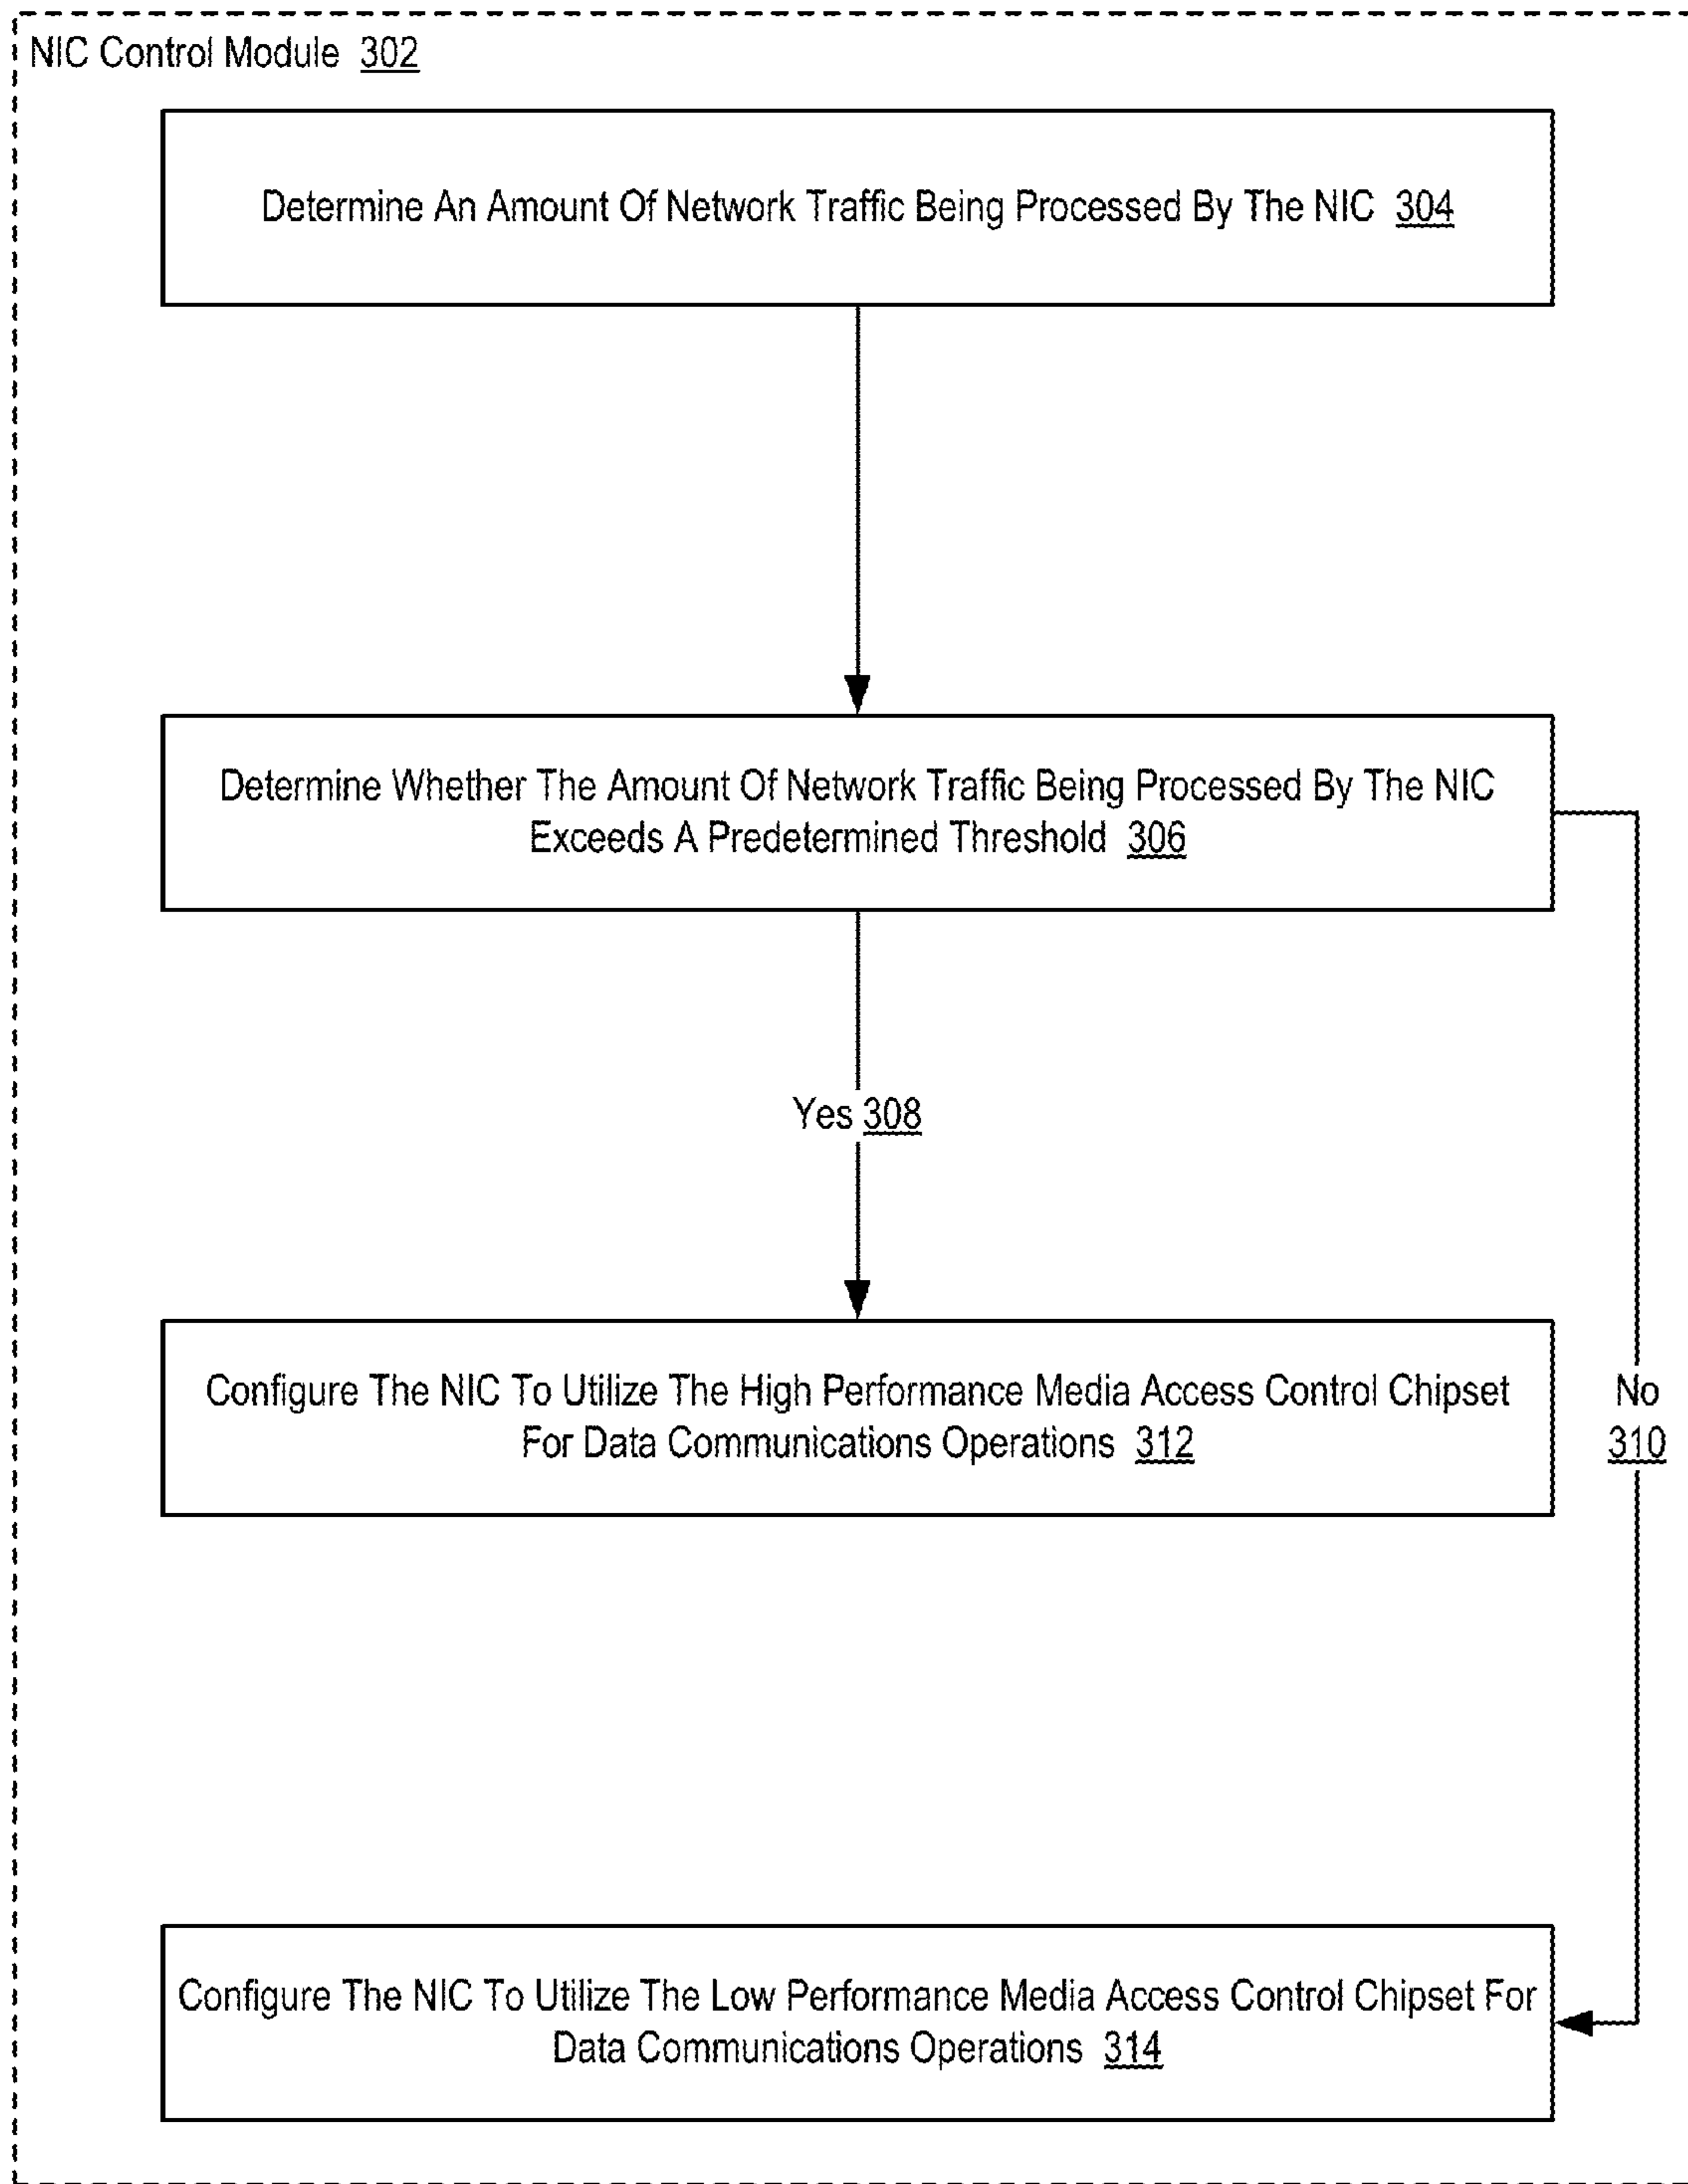 NIC Control Module 302
Determine An Amount Of Network Traffic Being Processed By The NIC 304
Determine Whether The Amount Of Network Traffic Being Processed By The NIC
Exceeds A Predetermined Threshold 306
Yes 308
Configure The NIC To Utilize The High Performance Media Access Control Chipset
For Data Communications Operations 312
No
310
Configure The NIC To Utilize The Low Performance Media Access Control Chipset For
Data Communications Operations 314